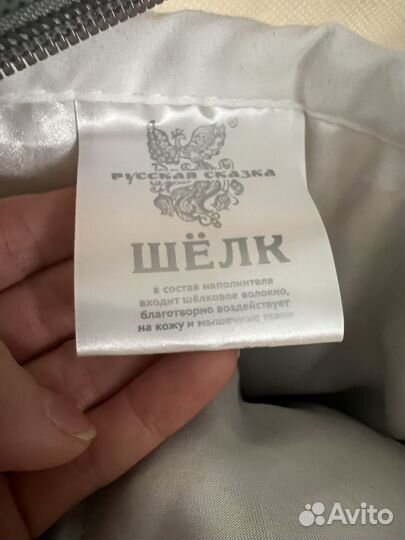 РУССКАЯ СКАЗКА
ШЁЛК
в состав наполнителя
входит шёлковое волокно,
благотворно воздействует
на кожу и мышечные ткани
Avito